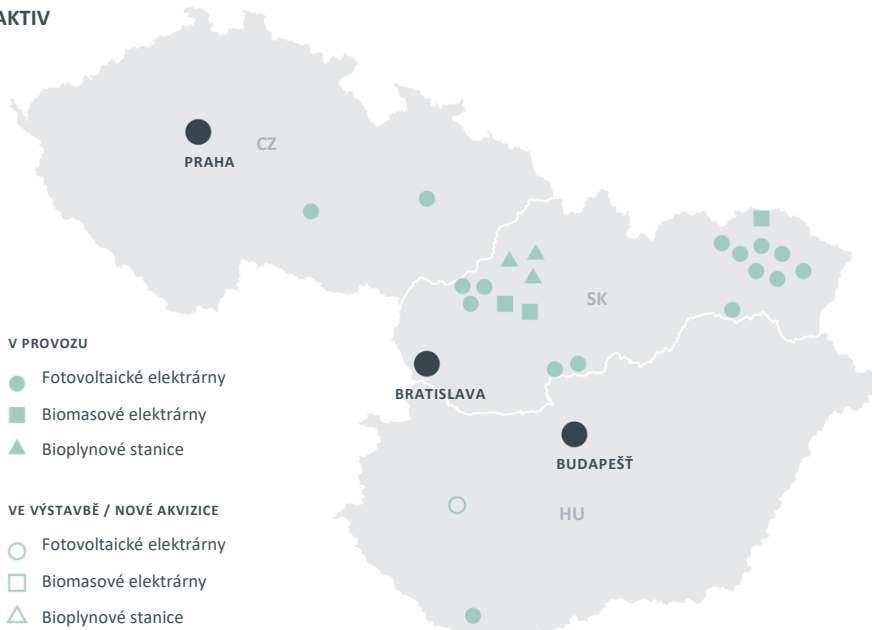 AKTIV
CZ
PRAHA
SK
V PROVOZU
Fotovoltaické elektrárny
Biomasové elektrárny
Bioplynové stanice
BRATISLAVA
BUDAPEŠŤ
HU
VE VÝSTAVBĚ / NOVÉ AKVIZICE
Fotovoltaické elektrárny
Biomasové elektrárny
Bioplynové stanice